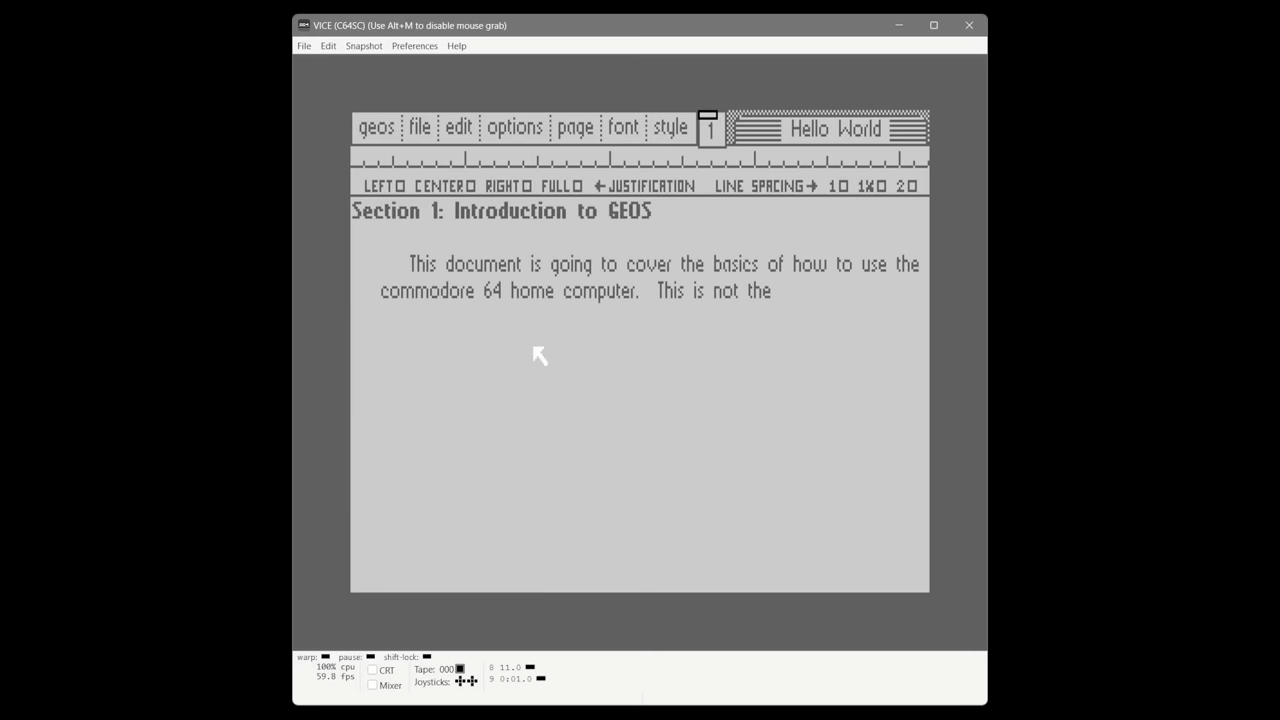 VICE (C64SC) (Use Alt+M to disable mouse grab)
File Edit Snapshot Preferences Help
geos file edit options page font style 1 Hello World
LEFT CENTER RIGHT FULL ←JUSTIFICATION LINE SPACING→ 1 1½ 2
Section 1: Introduction to GEOS
This document is going to cover the basics of how to use the
commodore 64 home computer. This is not the
warp: pause: shift-lock:
100% cpu CRT Tape: 000 8 11.0
59.8 fps Mixer Joysticks: 9 0:01.0